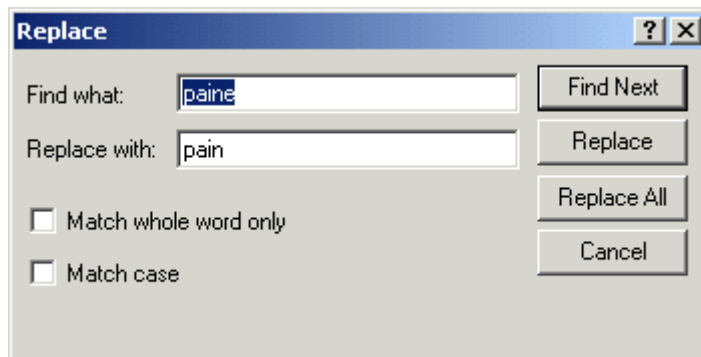 Replace
Find what: paine Find Next
Replace with: pain Replace
Replace All
Match whole word only
Cancel
Match case